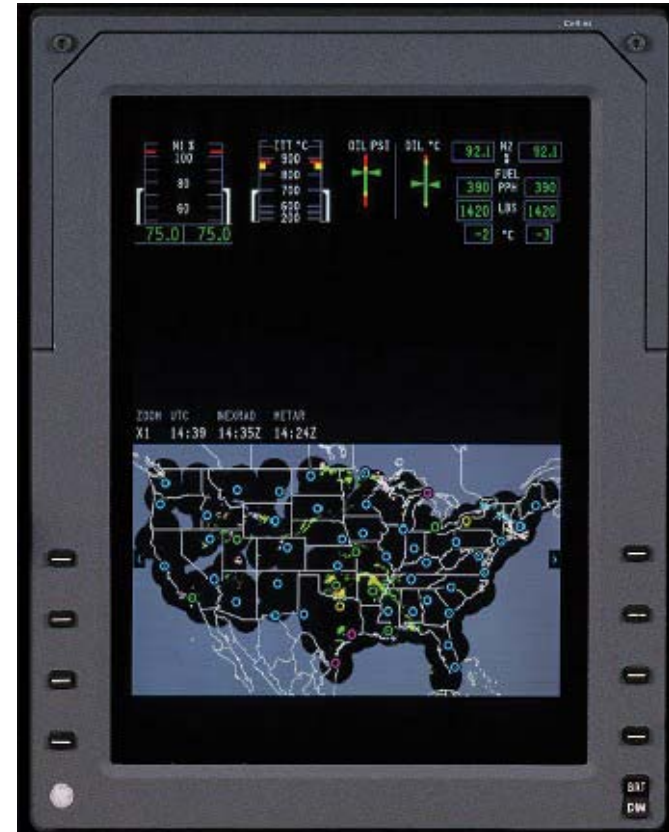 Collins
N1 %
100
80
60
75.0 75.0
ITT °C
900
800
700
600
200
OIL PSI
OIL °C
92.1 N2 % 92.1
FUEL
390 PPH 390
1420 LBS 1420
-2 °C -3
ZOOM UTC NEXRAD METAR
X1 14:39 14:35Z 14:24Z
BRT
DIM